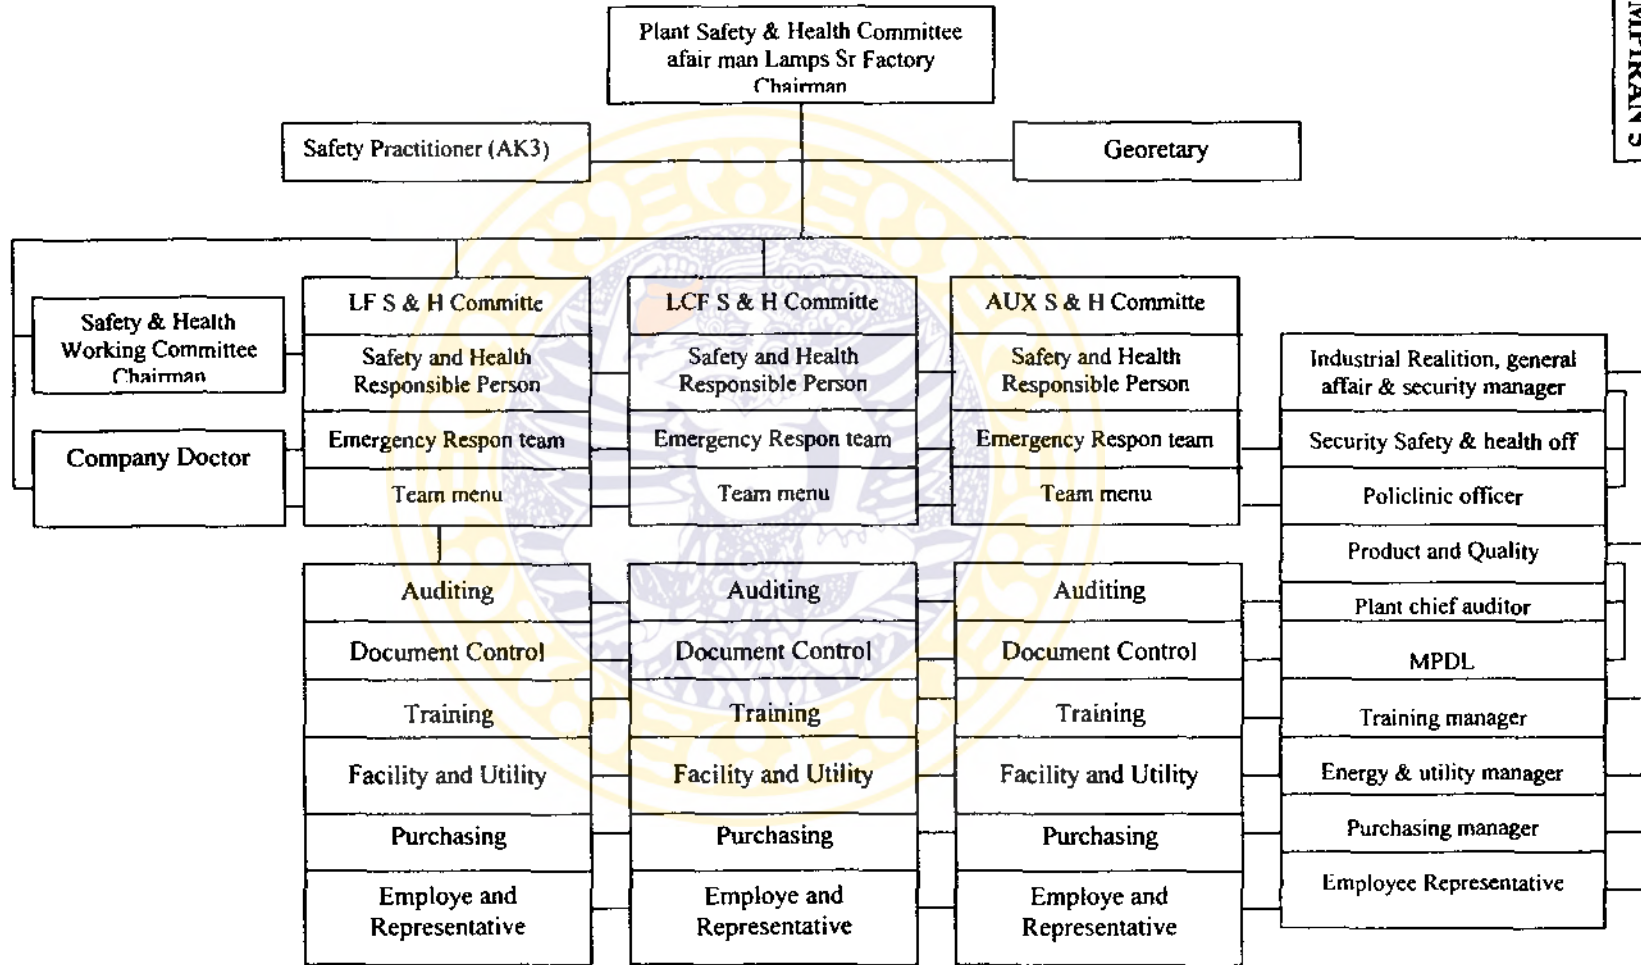 Plant Safety & Health Committee
afair man Lamps Sr Factory
Chairman
MPIRAN 5
Safety Practitioner (AK3)
Georetary
Safety & Health
Working Committee
Chairman
Company Doctor
LF S & H Committe
Safety and Health
Responsible Person
Emergency Respon team
Team menu
LCF S & H Committe
Safety and Health
Responsible Person
Emergency Respon team
Team menu
AUX S & H Committe
Safety and Health
Responsible Person
Emergency Respon team
Team menu
Industrial Realition, general
affair & security manager
Security Safety & health off
Policlinic officer
Product and Quality
Plant chief auditor
MPDL
Training manager
Energy & utility manager
Purchasing manager
Employee Representative
Auditing
Document Control
Training
Facility and Utility
Purchasing
Employe and
Representative
Auditing
Document Control
Training
Facility and Utility
Purchasing
Employe and
Representative
Auditing
Document Control
Training
Facility and Utility
Purchasing
Employe and
Representative